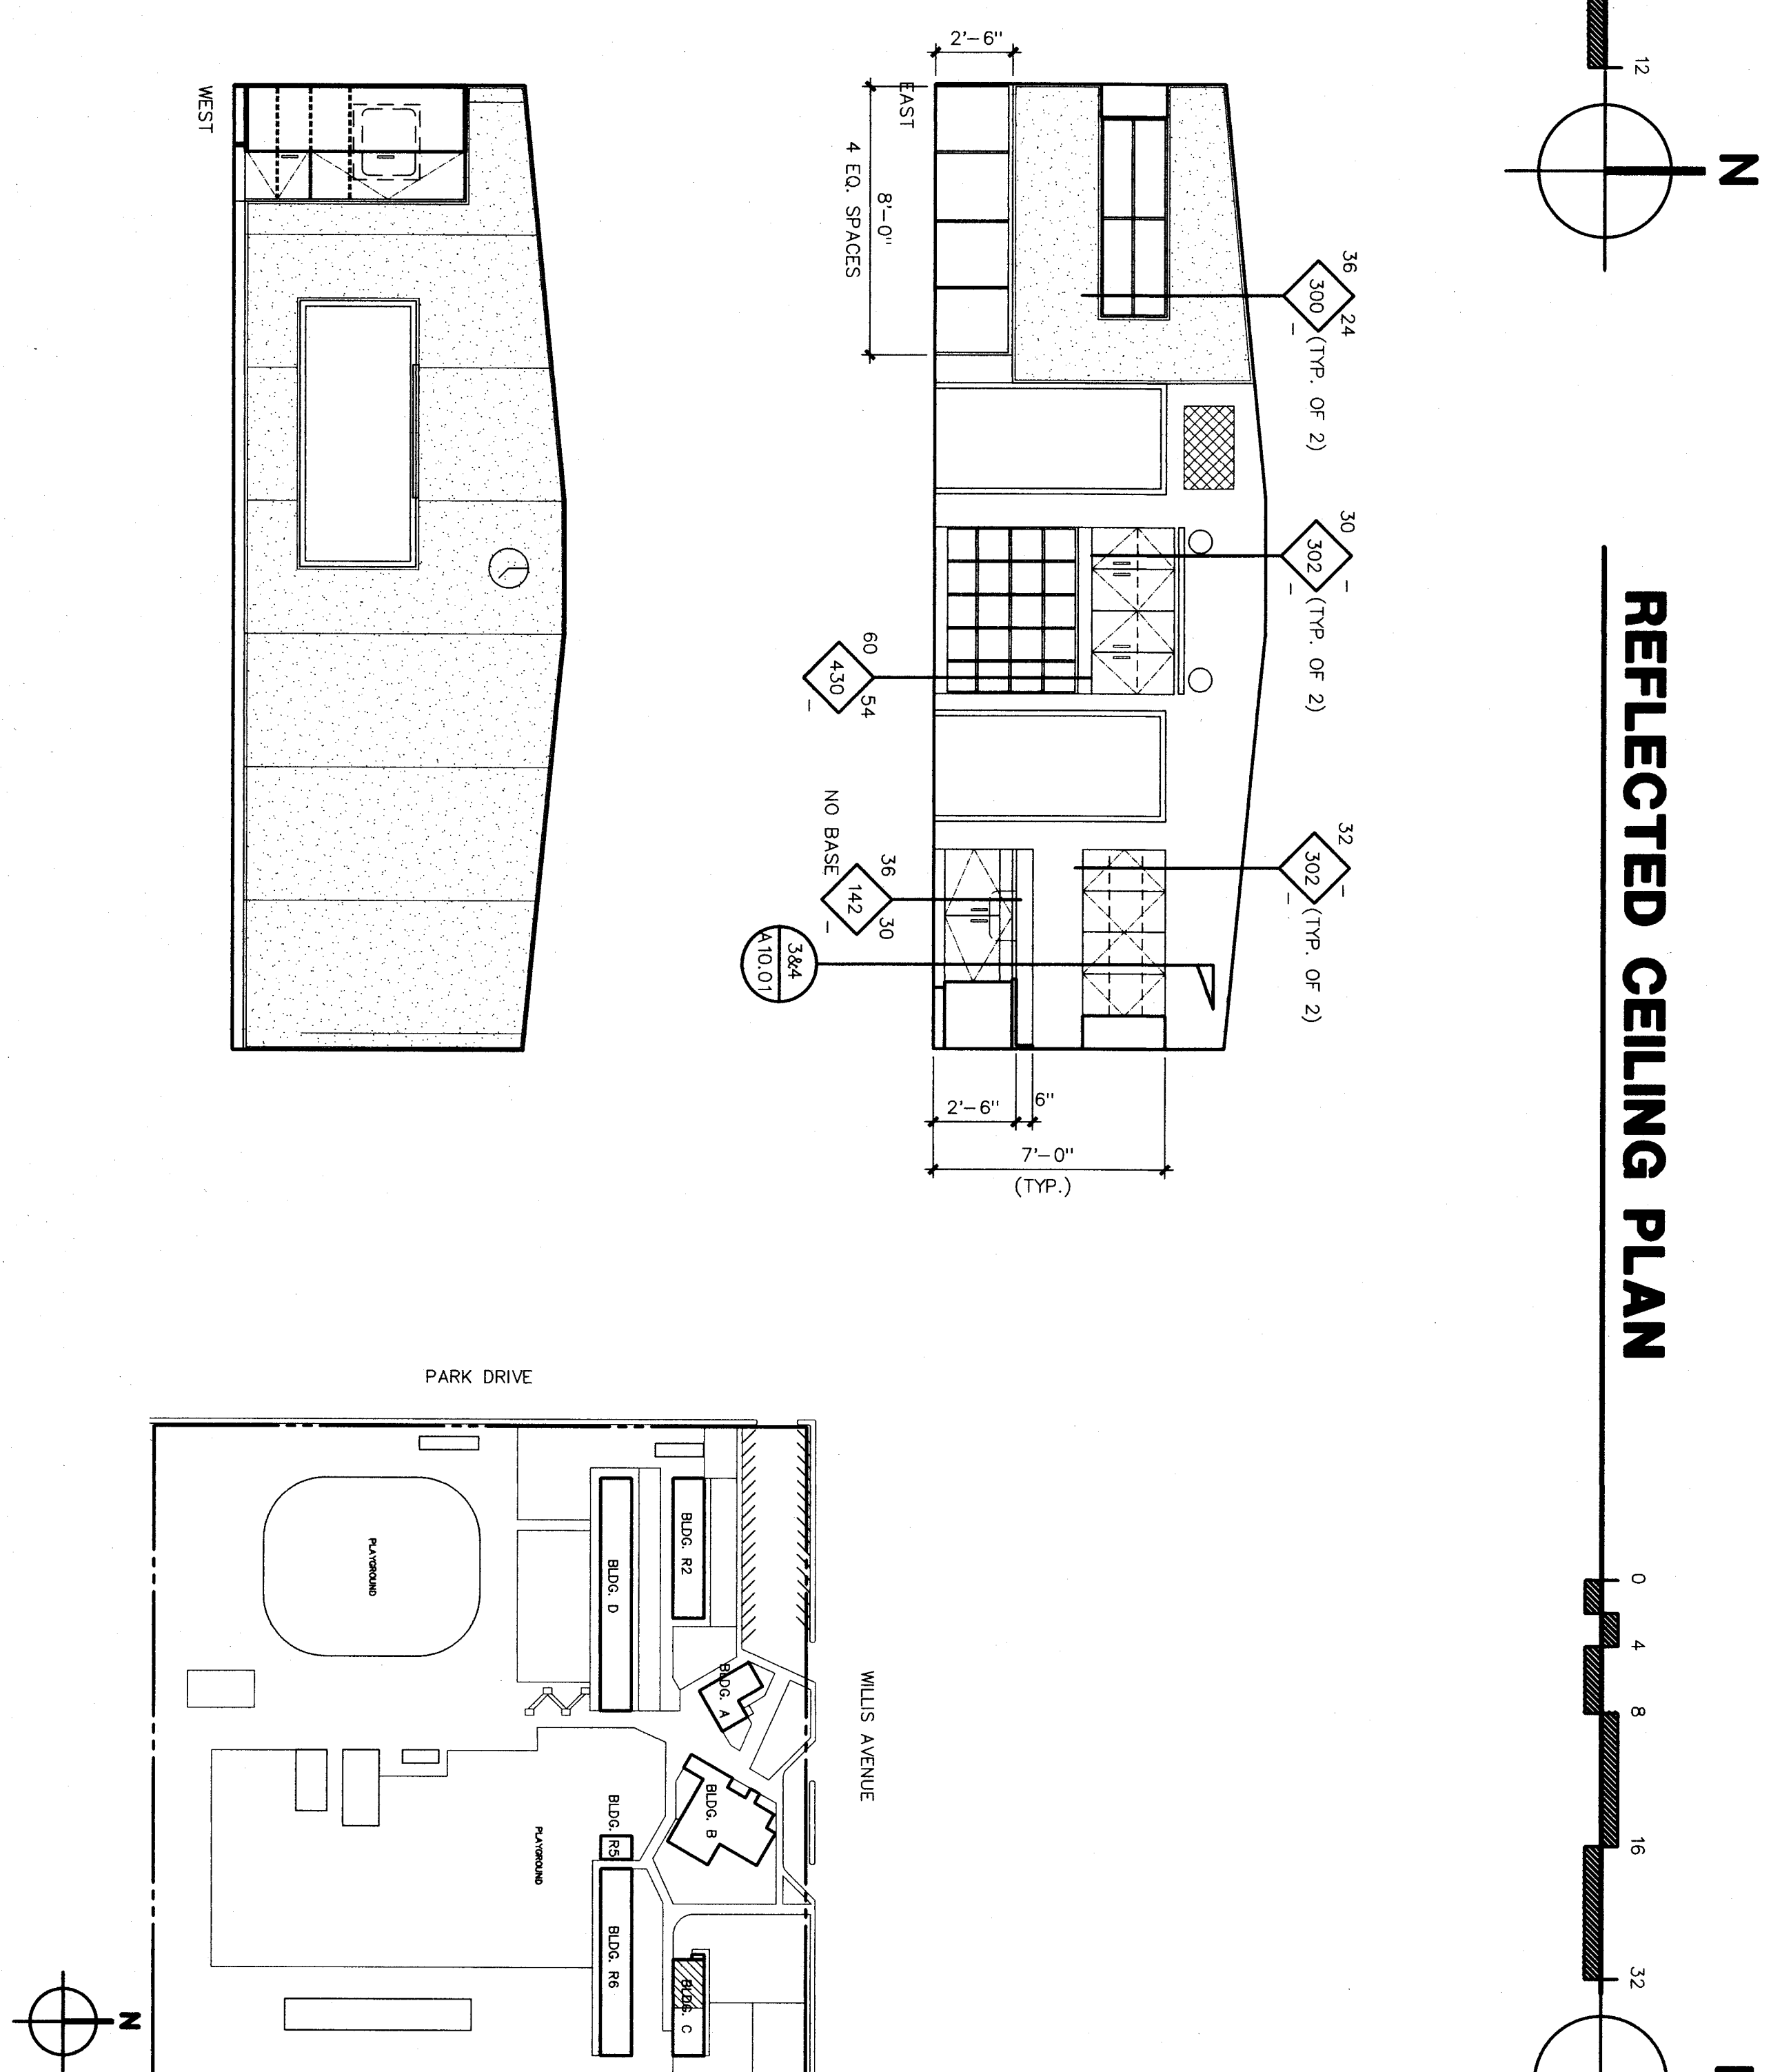 12
N
REFLECTED CEILING PLAN
0 4 8 16 32
2'-6"
EAST
8'-0"
4 EQ. SPACES
36
300
24
- (TYP. OF 2)
30
302
-
- (TYP. OF 2)
32
302
-
- (TYP. OF 2)
60
430
54
-
NO BASE
36
142
30
-
3&4
A10.01
2'-6"
6"
7'-0"
(TYP.)
WEST
PARK DRIVE
WILLIS AVENUE
PLAYGROUND
BLDG. D
BLDG. R2
BLDG. A
BLDG. B
BLDG. R5
PLAYGROUND
BLDG. R6
BLDG. C
N